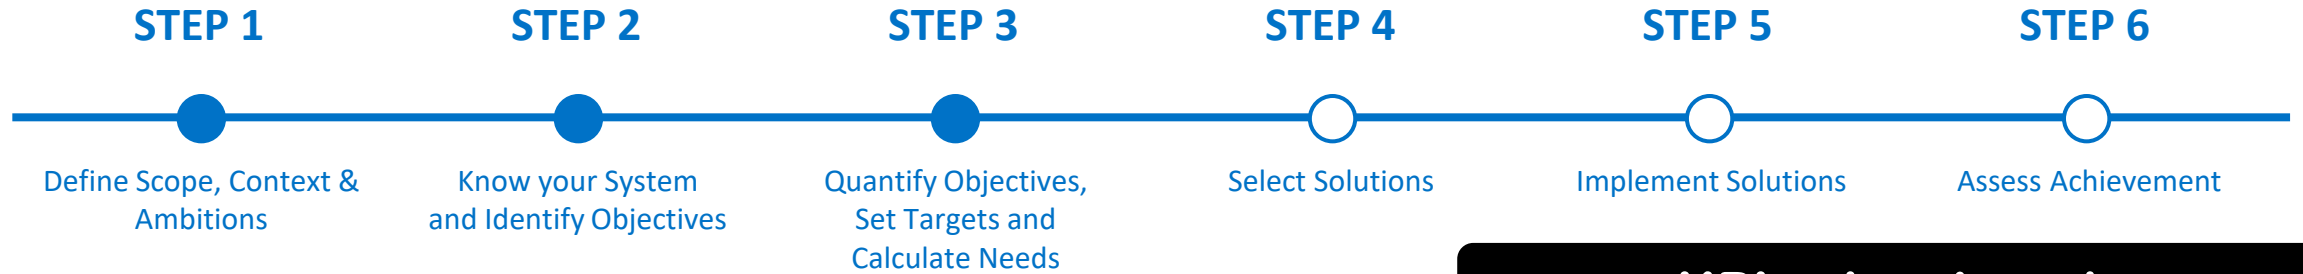 STEP 1
STEP 2
STEP 3
STEP 4
STEP 5
STEP 6
Define Scope, Context &
Ambitions
Know your System
and Identify Objectives
Quantify Objectives,
Set Targets and
Calculate Needs
Select Solutions
Implement Solutions
Assess Achievement